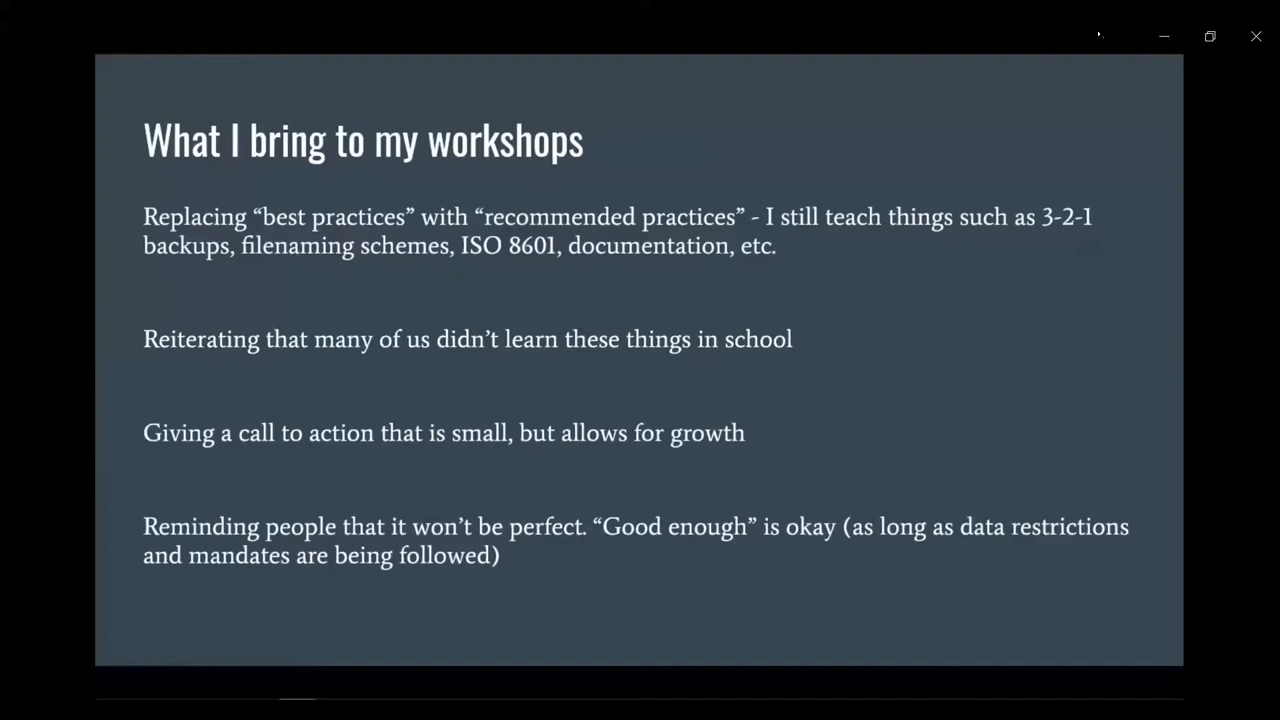 What I bring to my workshops
Replacing “best practices” with “recommended practices” - I still teach things such as 3-2-1
backups, filenaming schemes, ISO 8601, documentation, etc.
Reiterating that many of us didn’t learn these things in school
Giving a call to action that is small, but allows for growth
Reminding people that it won’t be perfect. “Good enough” is okay (as long as data restrictions
and mandates are being followed)